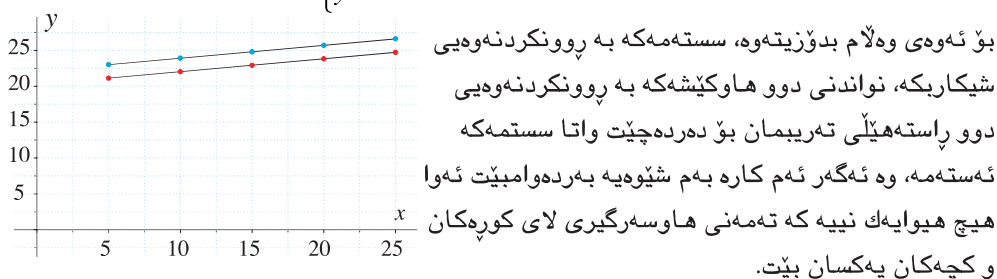 y
25
20
15
10
5
x
5 10 15 20 25
بۆ ئەوەی وەڵام بدۆزیتەوە، سستەمەکە بە ڕوونکردنەوەیی
شیکاربکە، نواندنی دوو هاوکێشەکە بە ڕوونکردنەوەیی
دوو ڕاستەهێڵی تەریبمان بۆ دەردەچێت واتا سستمەکە
ئەستەمە، وە ئەگەر ئەم کارە بەم شێوەیە بەردەوامبێت ئەوا
هیچ هیوایەك نییە کە تەمەنی هاوسەرگیری لای کوڕەکان
و کچەکان یەکسان بێت.